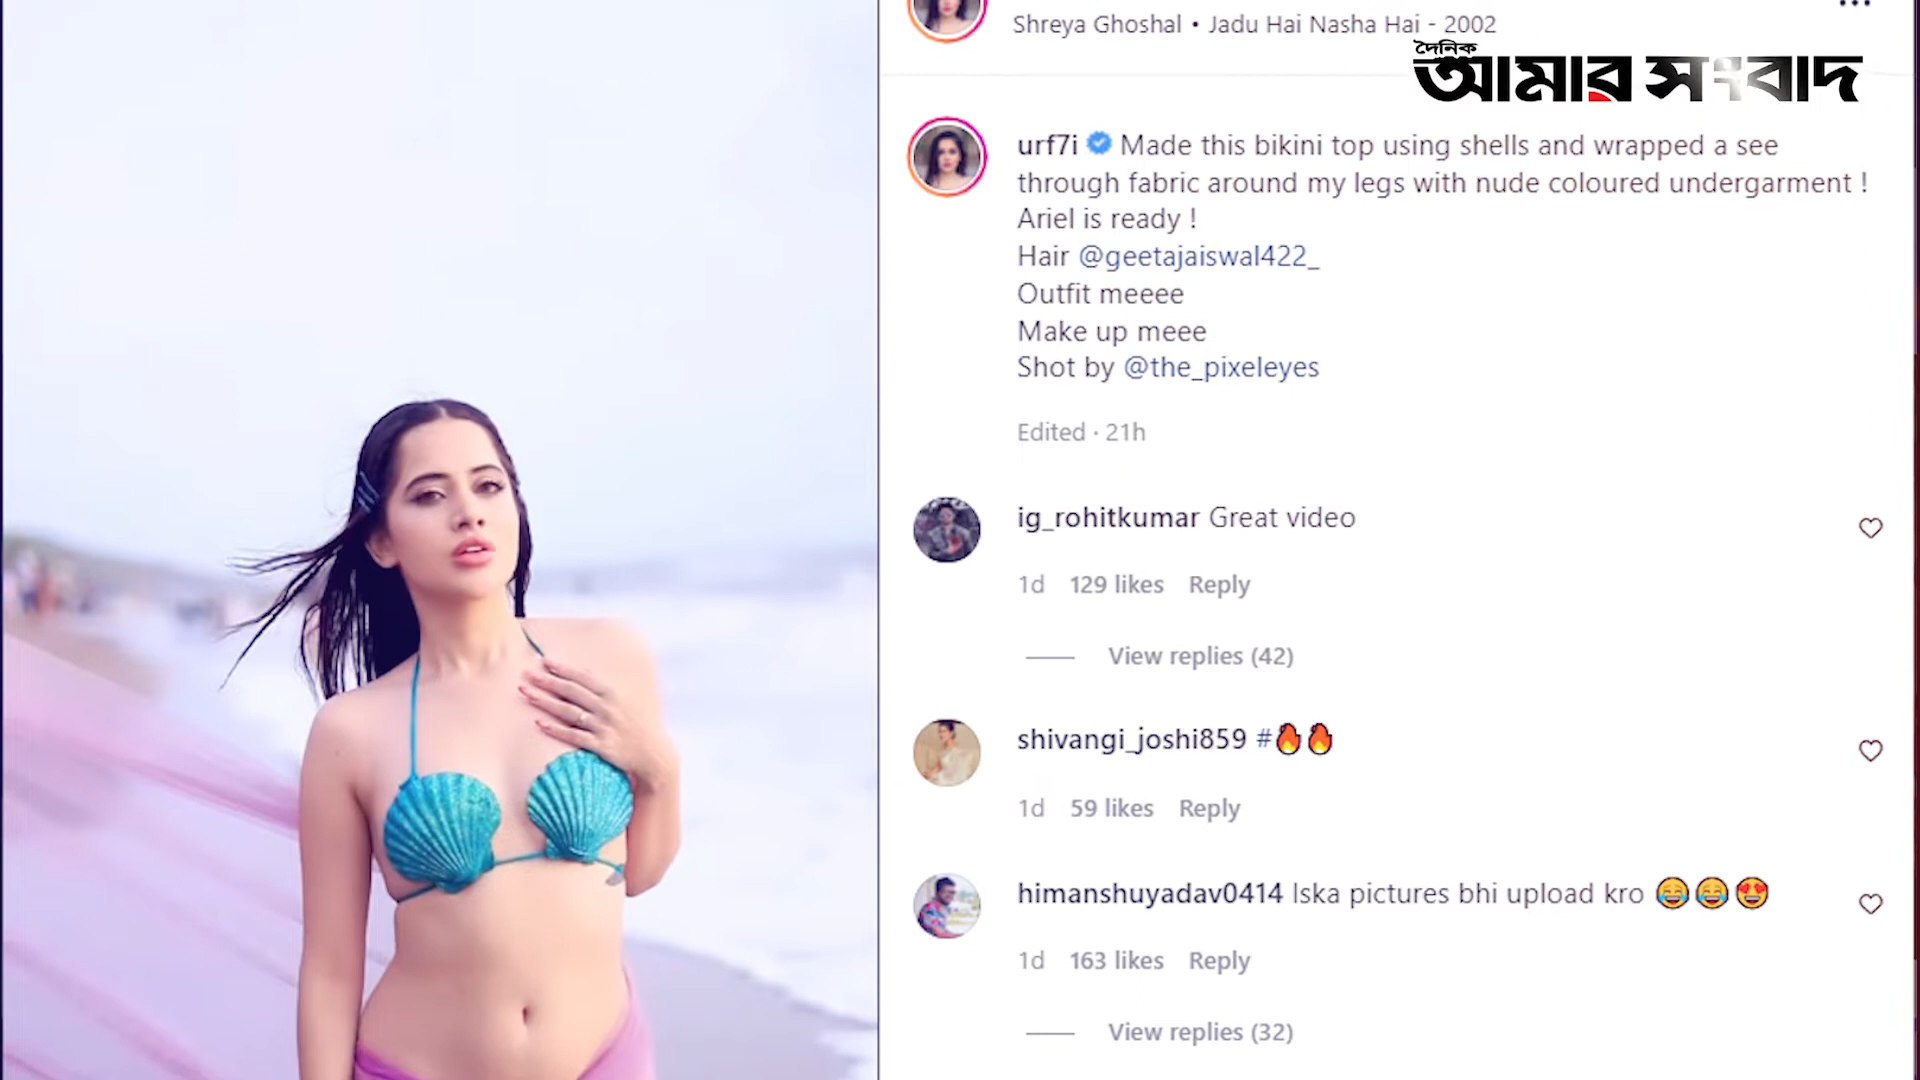 Shreya Ghoshal • Jadu Hai Nasha Hai - 2002
দৈনিক
আমার সংবাদ
urf7i Made this bikini top using shells and wrapped a see
through fabric around my legs with nude coloured undergarment !
Ariel is ready !
Hair @geetajaiswal422_
Outfit meeee
Make up meee
Shot by @the_pixeleyes
Edited · 21h
ig_rohitkumar Great video
1d 129 likes Reply
View replies (42)
shivangi_joshi859 #🔥🔥
1d 59 likes Reply
himanshuyadav0414 Iska pictures bhi upload kro 😂😂😍
1d 163 likes Reply
View replies (32)